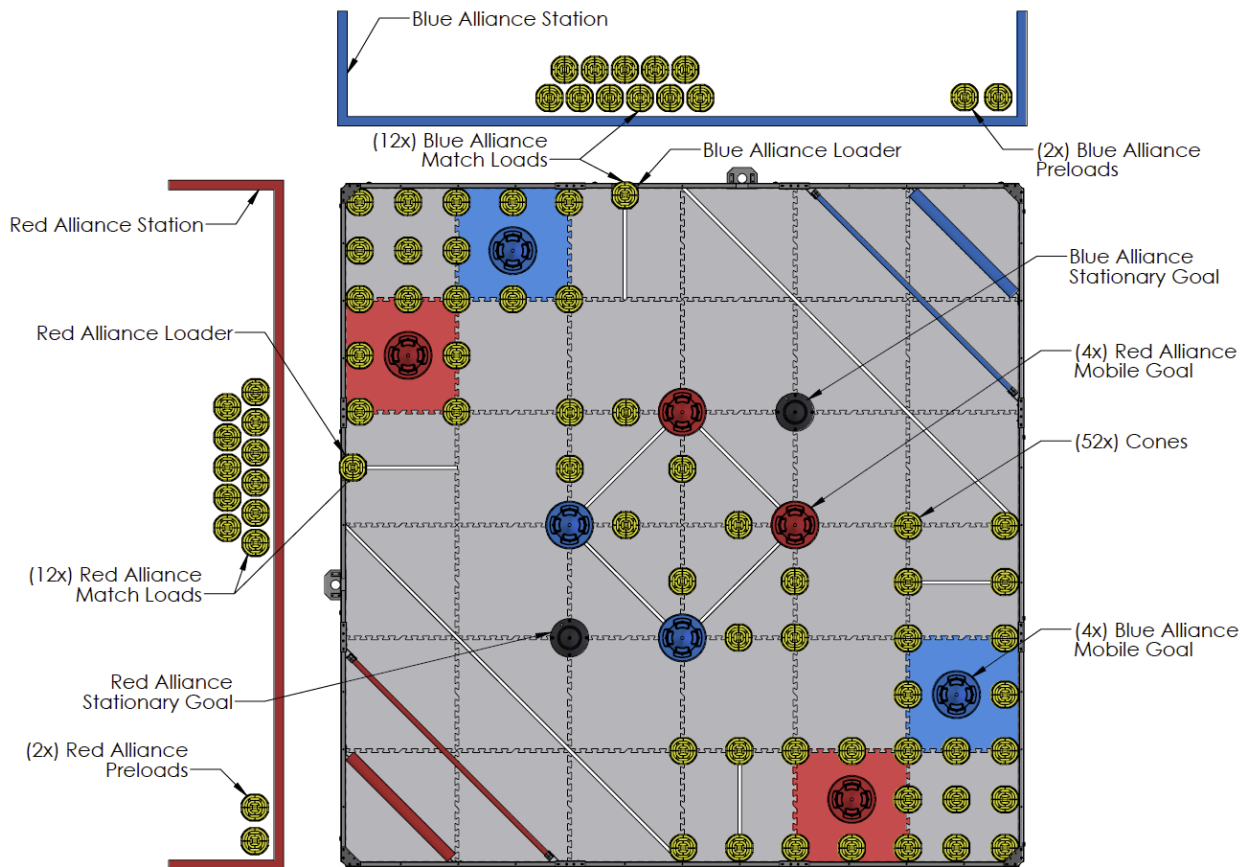 Blue Alliance Station
(12x) Blue Alliance
Match Loads
Blue Alliance Loader
(2x) Blue Alliance
Preloads
Red Alliance Station
Blue Alliance
Stationary Goal
Red Alliance Loader
(4x) Red Alliance
Mobile Goal
(52x) Cones
(12x) Red Alliance
Match Loads
(4x) Blue Alliance
Mobile Goal
Red Alliance
Stationary Goal
(2x) Red Alliance
Preloads